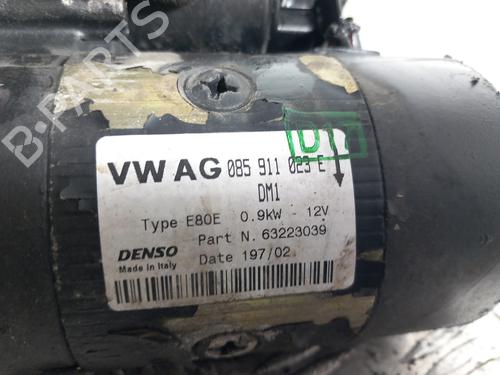 B-PARTS
D1
VW AG 085 911 023 E
DM1
Type E80E 0.9kW - 12V
Part N. 63223039
DENSO Date 197/02
Made in Italy